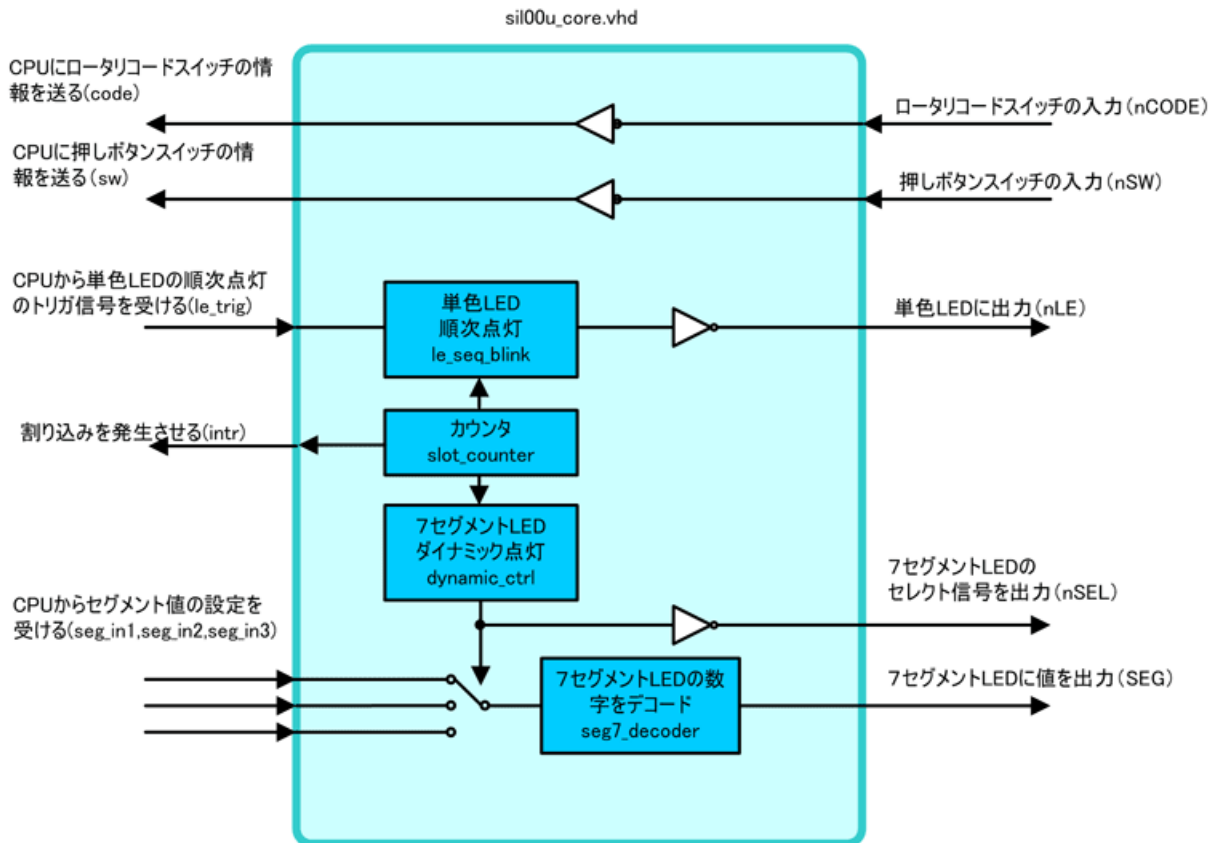 sil00u_core.vhd
CPUにロータリコードスイッチの情
報を送る(code)
ロータリコードスイッチの入力(nCODE)
CPUに押しボタンスイッチの情
報を送る(sw)
押しボタンスイッチの入力(nSW)
CPUから単色LEDの順次点灯
のトリガ信号を受ける(le_trig)
単色LED
順次点灯
le_seq_blink
単色LEDに出力(nLE)
割り込みを発生させる(intr)
カウンタ
slot_counter
7セグメントLED
ダイナミック点灯
dynamic_ctrl
7セグメントLEDの
セレクト信号を出力(nSEL)
CPUからセグメント値の設定を
受ける(seg_in1,seg_in2,seg_in3)
7セグメントLEDの数
字をデコード
seg7_decoder
7セグメントLEDに値を出力(SEG)